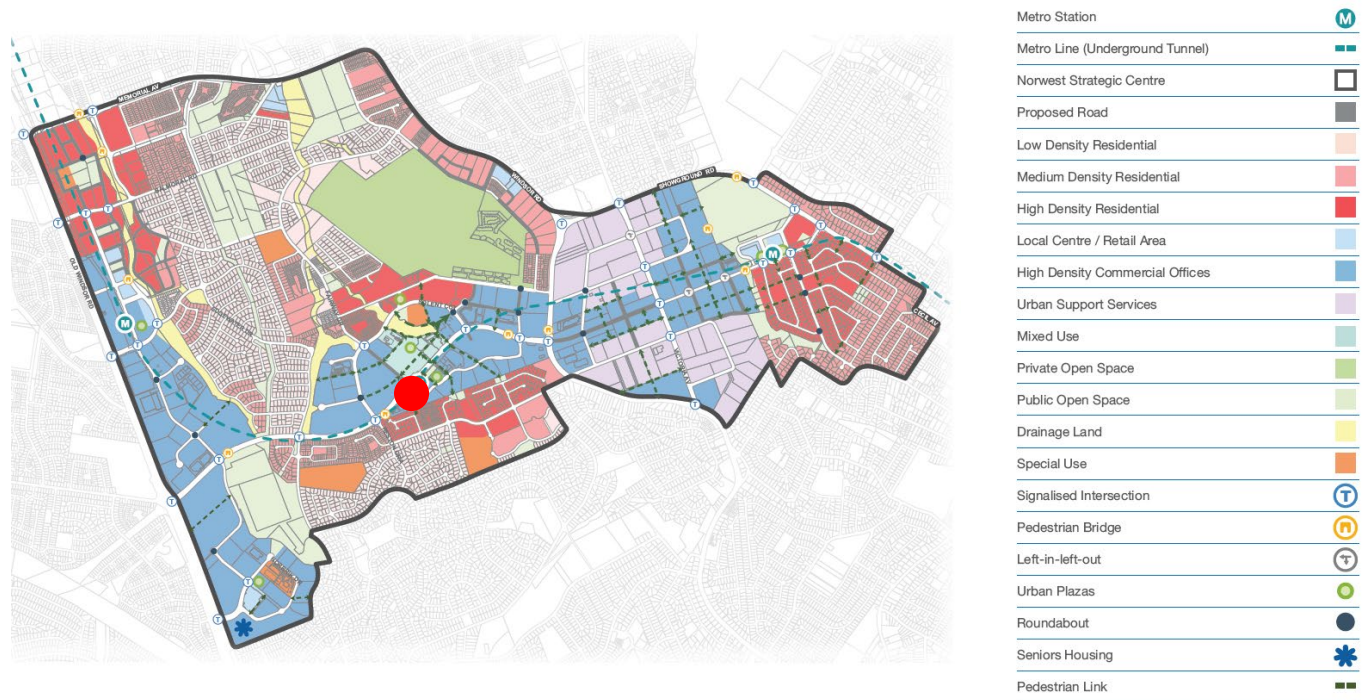 MEMORIAL AV
WINDSOR RD
SHOWGROUND RD
OLD WINDSOR RD
CECIL AV
M
M
Metro Station
M
Metro Line (Underground Tunnel)
Norwest Strategic Centre
Proposed Road
Low Density Residential
Medium Density Residential
High Density Residential
Local Centre / Retail Area
High Density Commercial Offices
Urban Support Services
Mixed Use
Private Open Space
Public Open Space
Drainage Land
Special Use
Signalised Intersection
T
Pedestrian Bridge
Left-in-left-out
Urban Plazas
Roundabout
Seniors Housing
Pedestrian Link